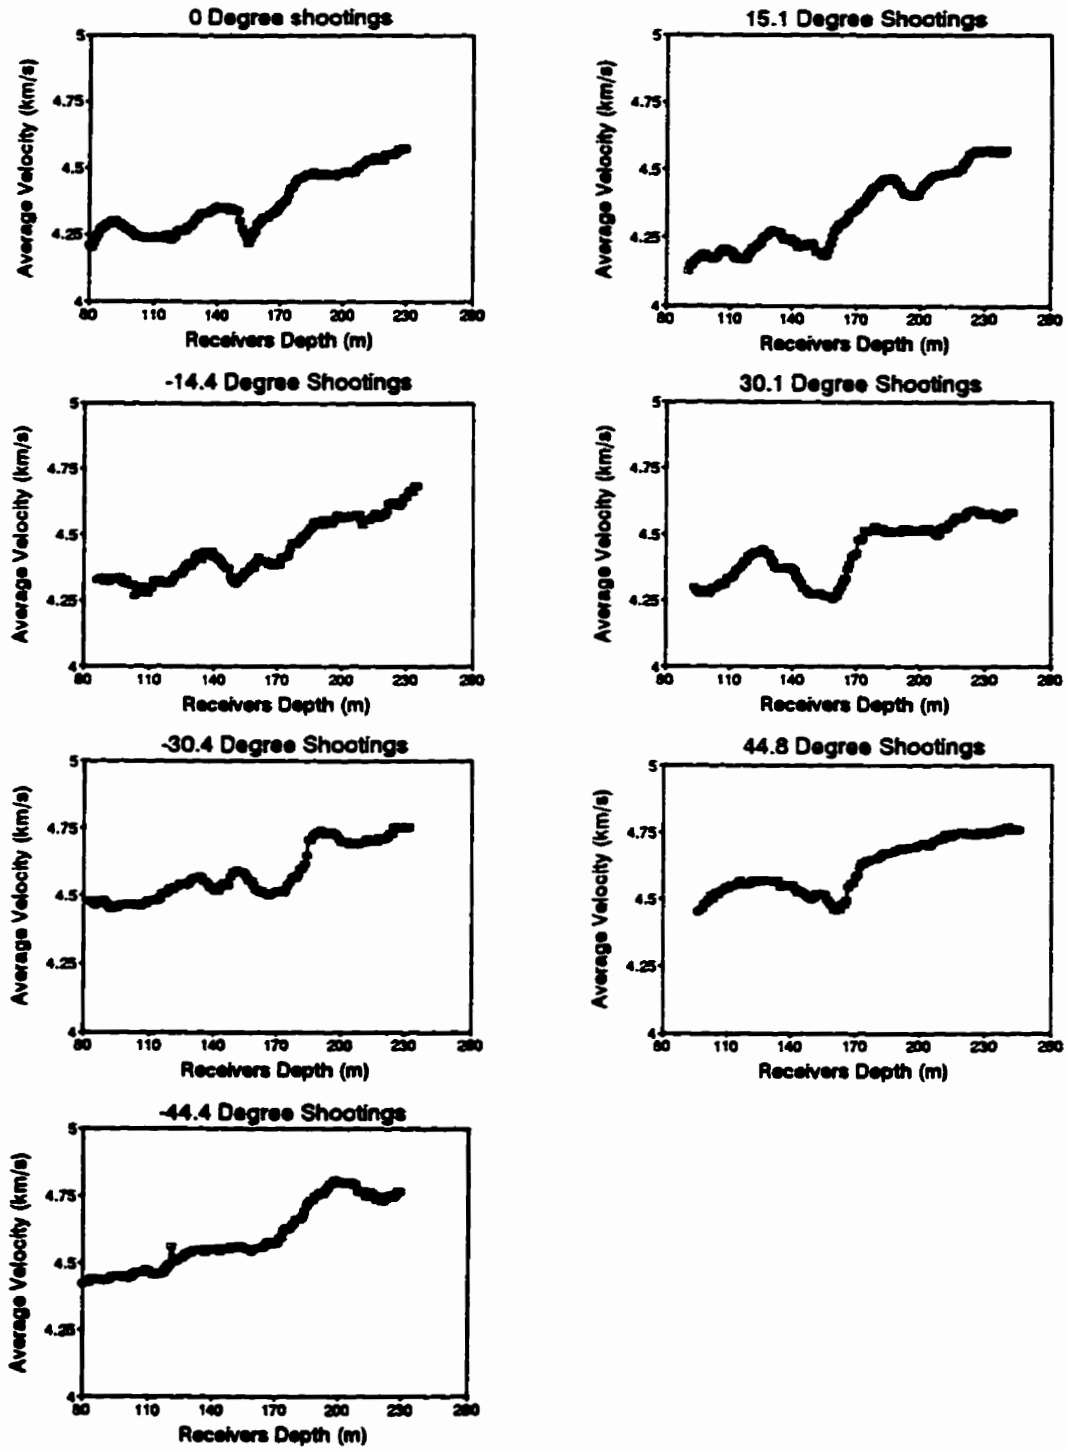 0 Degree shootings
5
4.75
4.5
4.25
4
Average Velocity (km/s)
80 110 140 170 200 230 260
Receivers Depth (m)
15.1 Degree Shootings
5
4.75
4.5
4.25
4
Average Velocity (km/s)
80 110 140 170 200 230 260
Receivers Depth (m)
-14.4 Degree Shootings
5
4.75
4.5
4.25
4
Average Velocity (km/s)
80 110 140 170 200 230 260
Receivers Depth (m)
30.1 Degree Shootings
5
4.75
4.5
4.25
4
Average Velocity (km/s)
80 110 140 170 200 230 260
Receivers Depth (m)
-30.4 Degree Shootings
5
4.75
4.5
4.25
4
Average Velocity (km/s)
80 110 140 170 200 230 260
Receivers Depth (m)
44.8 Degree Shootings
5
4.75
4.5
4.25
4
Average Velocity (km/s)
80 110 140 170 200 230 260
Receivers Depth (m)
-44.4 Degree Shootings
5
4.75
4.5
4.25
4
Average Velocity (km/s)
80 110 140 170 200 230 260
Receivers Depth (m)